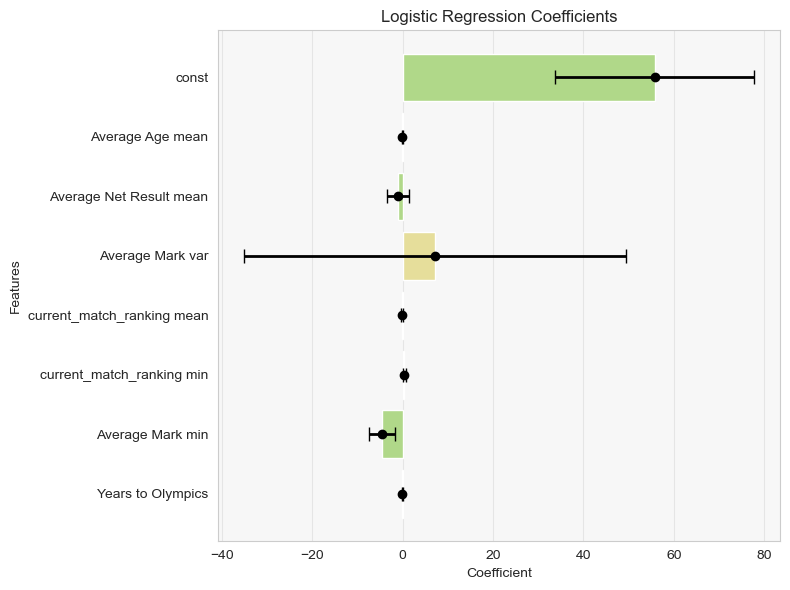 Logistic Regression Coefficients
const
Average Age mean
Average Net Result mean
Average Mark var
current_match_ranking mean
current_match_ranking min
Average Mark min
Years to Olympics
Features
−40
−20
0
20
40
60
80
Coefficient